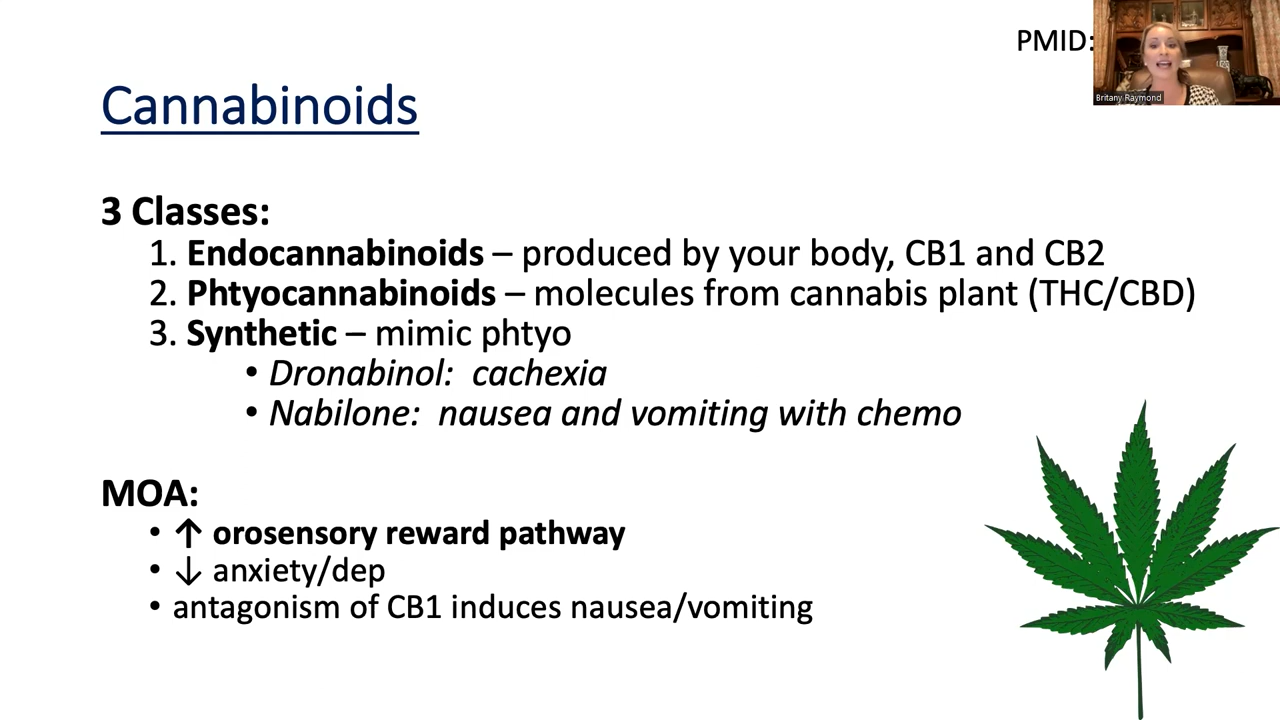 PMID:
Britany Raymond
Cannabinoids
3 Classes:
1. Endocannabinoids – produced by your body, CB1 and CB2
2. Phtyocannabinoids – molecules from cannabis plant (THC/CBD)
3. Synthetic – mimic phtyo
• Dronabinol: cachexia
• Nabilone: nausea and vomiting with chemo
MOA:
• ↑ orosensory reward pathway
• ↓ anxiety/dep
• antagonism of CB1 induces nausea/vomiting